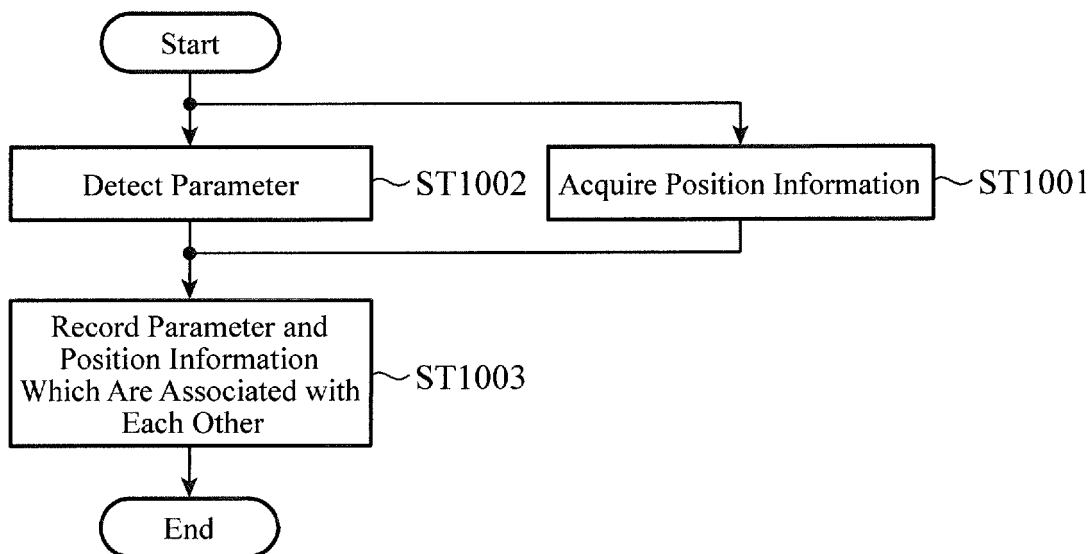 Start
Detect Parameter
ST1002
Acquire Position Information
ST1001
Record Parameter and
Position Information
Which Are Associated with
Each Other
ST1003
End